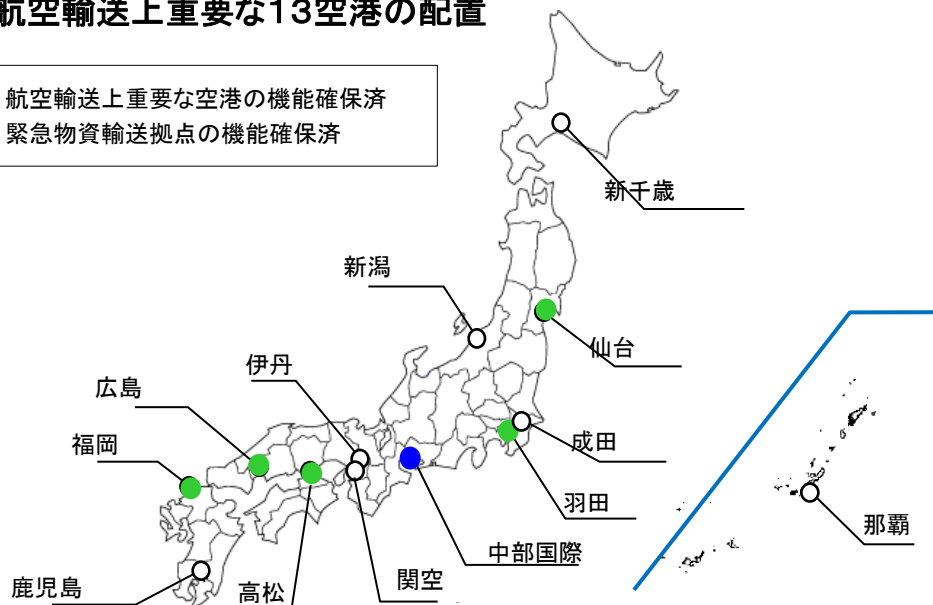 航空輸送上重要な13空港の配置
航空輸送上重要な空港の機能確保済
緊急物資輸送拠点の機能確保済
新千歳
新潟
仙台
伊丹
広島
福岡
成田
羽田
那覇
中部国際
関空
高松
鹿児島